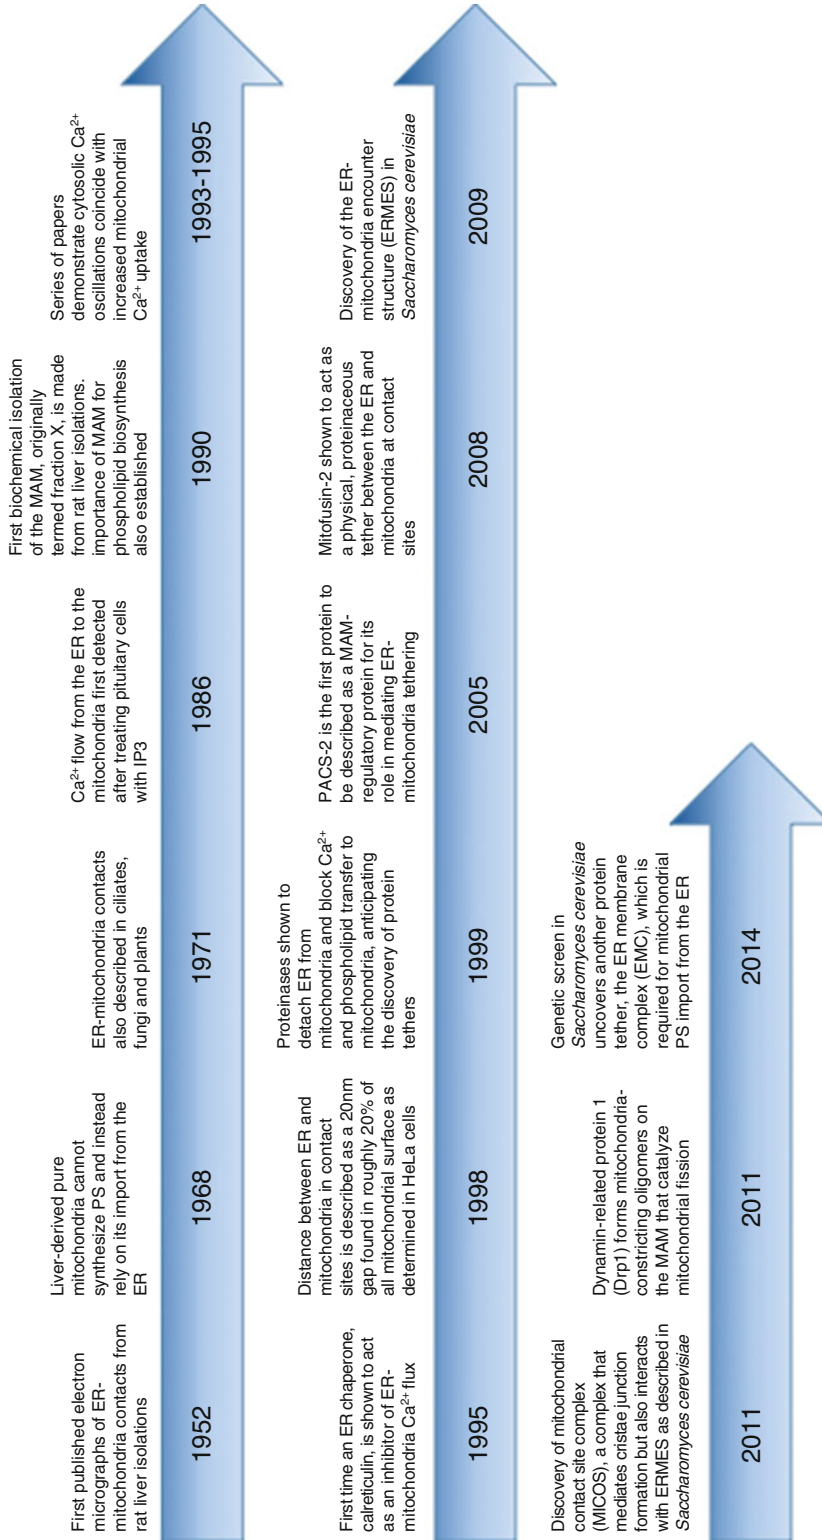 First published electron
micrographs of ER-
mitochondria contacts from
rat liver isolations
1952
Liver-derived pure
mitochondria cannot
synthesize PS and instead
rely on its import from the
ER
1968
ER-mitochondria contacts
also described in ciliates,
fungi and plants
1971
Ca²⁺ flow from the ER to the
mitochondria first detected
after treating pituitary cells
with IP3
1986
First biochemical isolation
of the MAM, originally
termed fraction X, is made
from rat liver isolations.
importance of MAM for
phospholipid biosynthesis
also established
1990
Series of papers
demonstrate cytosolic Ca²⁺
oscillations coincide with
increased mitochondrial
Ca²⁺ uptake
1993-1995
First time an ER chaperone,
calreticulin, is shown to act
as an inhibitor of ER-
mitochondria Ca²⁺ flux
1995
Distance between ER and
mitochondria in contact
sites is described as a 20nm
gap found in roughly 20% of
all mitochondrial surface as
determined in HeLa cells
1998
Proteinases shown to
detach ER from
mitochondria and block Ca²⁺
and phospholipid transfer to
mitochondria, anticipating
the discovery of protein
tethers
1999
PACS-2 is the first protein to
be described as a MAM-
regulatory protein for its
role in mediating ER-
mitochondria tethering
2005
Mitofusin-2 shown to act as
a physical, proteinaceous
tether between the ER and
mitochondria at contact
sites
2008
Discovery of the ER-
mitochondria encounter
structure (ERMES) in
Saccharomyces cerevisiae
2009
Discovery of mitochondrial
contact site complex
(MICOS), a complex that
mediates cristae junction
formation but also interacts
with ERMES as described in
Saccharomyces cerevisiae
2011
Dynamin-related protein 1
(Drp1) forms mitochondria-
constricting oligomers on
the MAM that catalyze
mitochondrial fission
2011
Genetic screen in
Saccharomyces cerevisiae
uncovers another protein
tether, the ER membrane
complex (EMC), which is
required for mitochondrial
PS import from the ER
2014